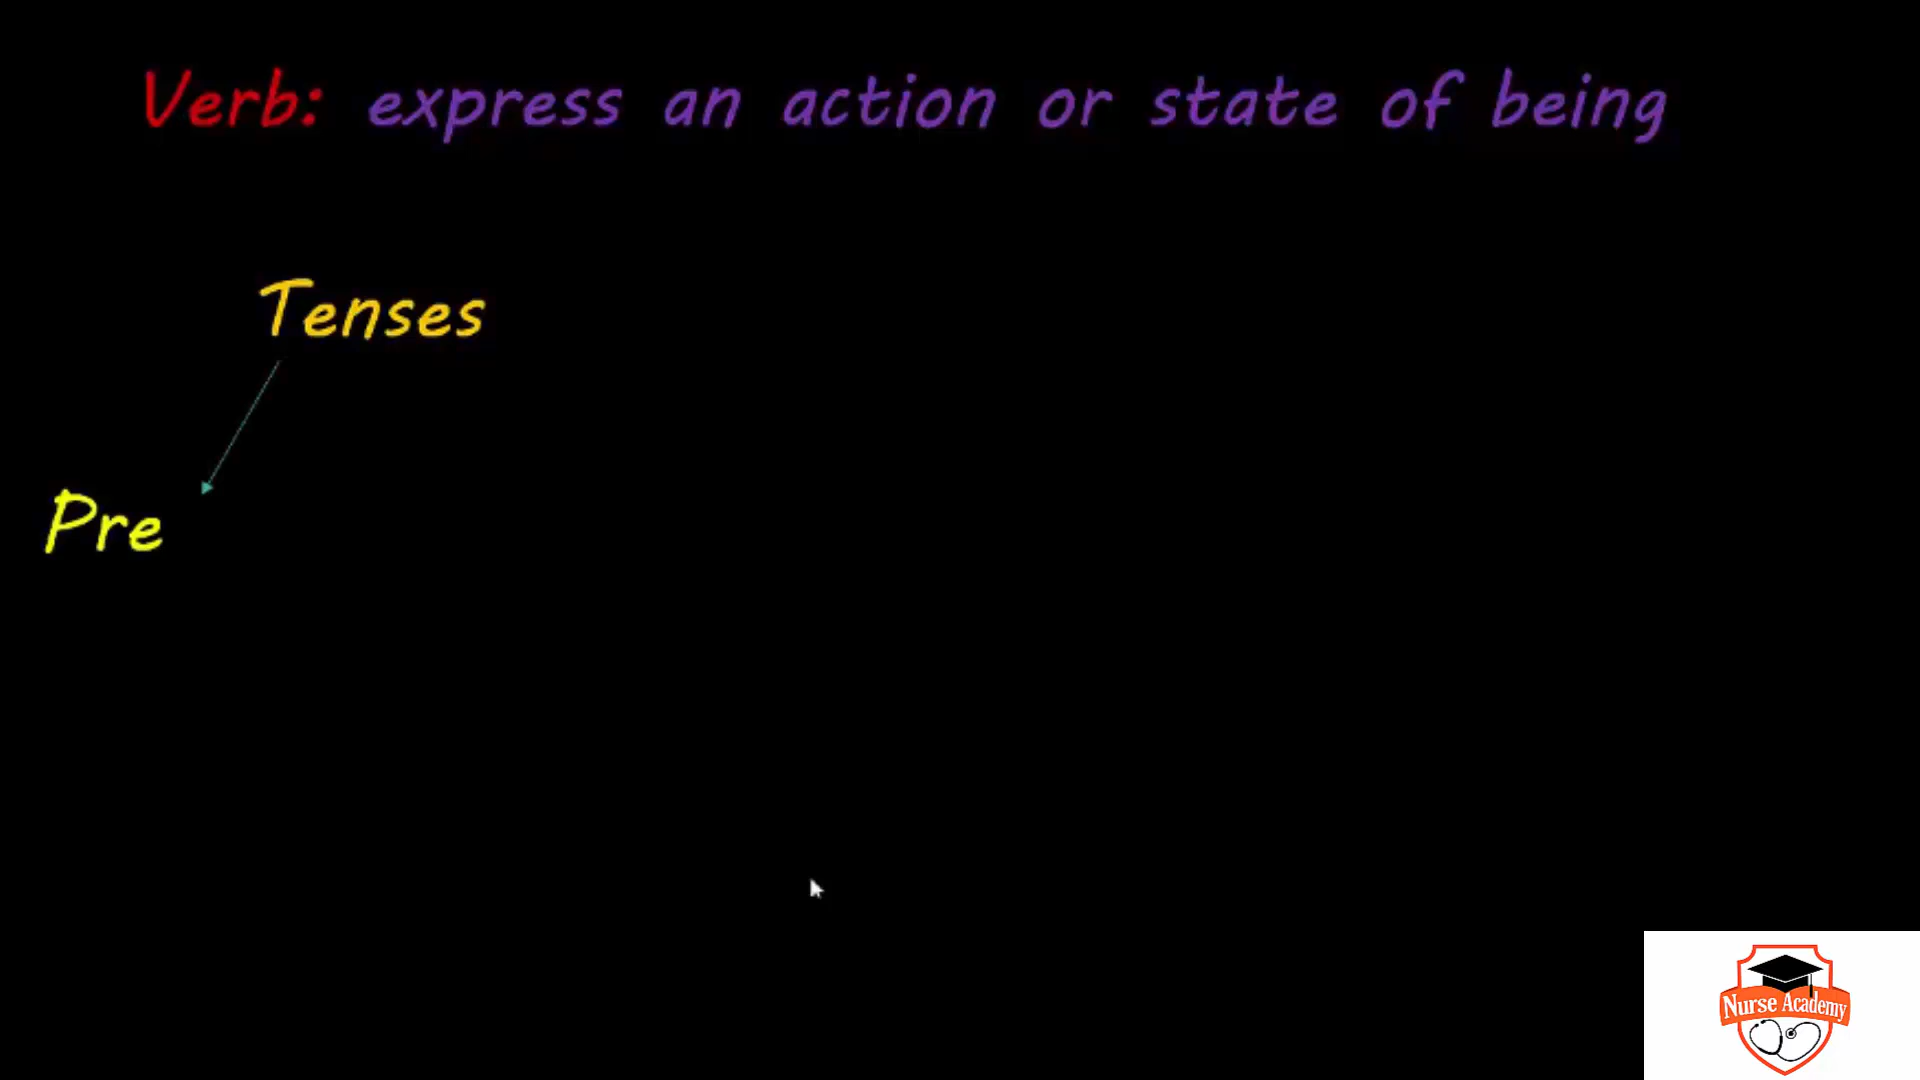 Verb: express an action or state of being
Tenses
Pre
Nurse Academy